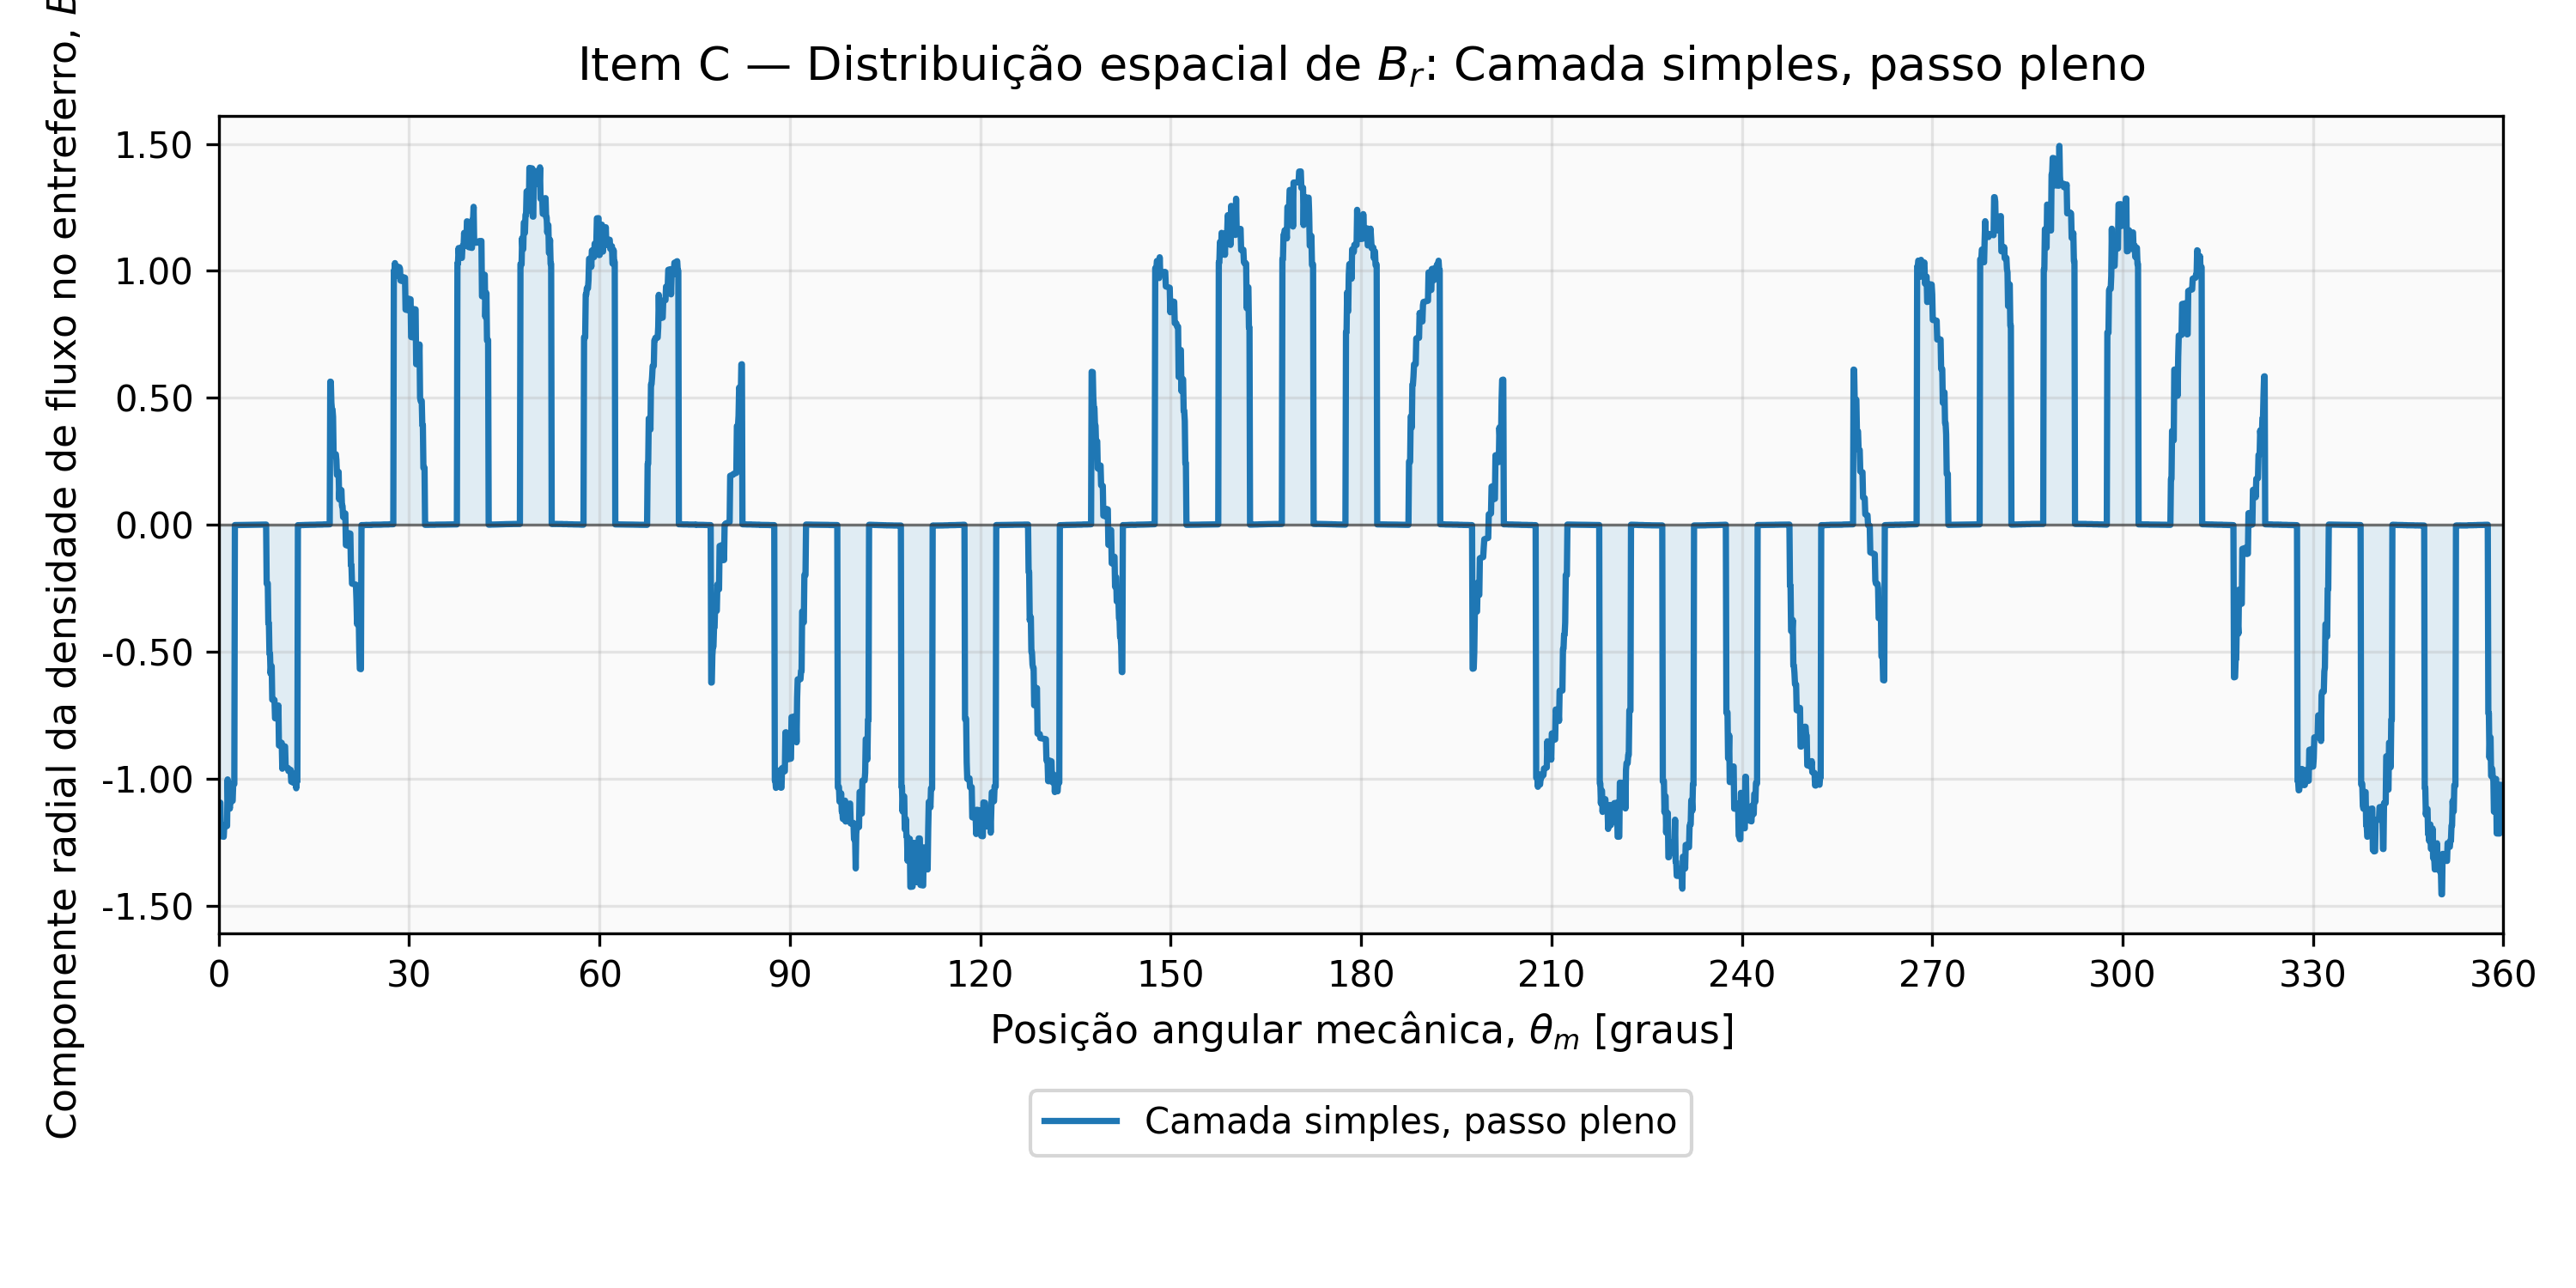 Item C — Distribuição espacial de Bᵣ: Camada simples, passo pleno
Componente radial da densidade de fluxo no entreferro, B
1.50
1.00
0.50
0.00
-0.50
-1.00
-1.50
0 30 60 90 120 150 180 210 240 270 300 330 360
Posição angular mecânica, θₘ [graus]
Camada simples, passo pleno